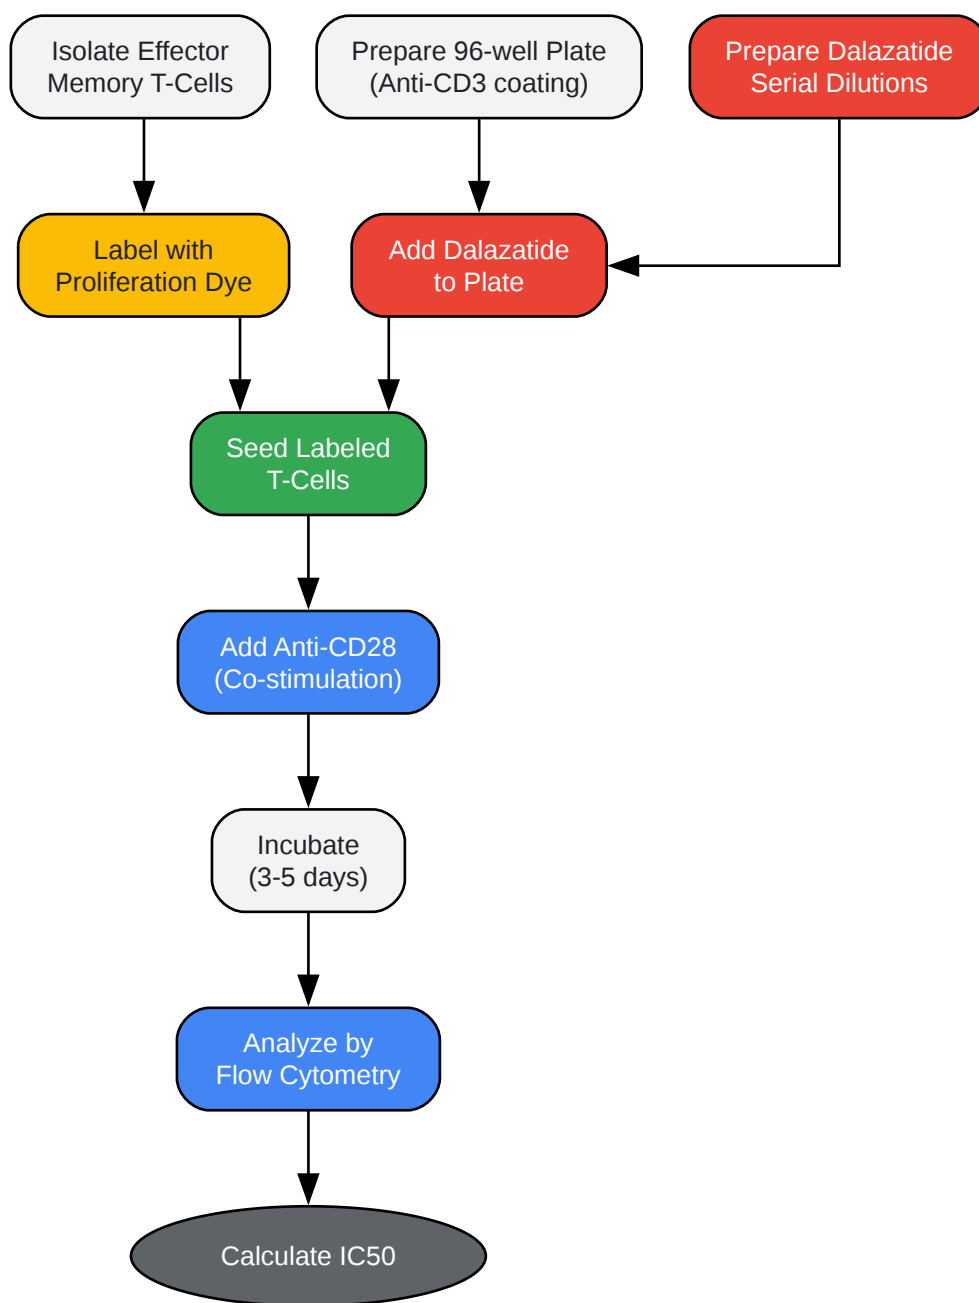 Isolate Effector
Memory T-Cells
Prepare 96-well Plate
(Anti-CD3 coating)
Prepare Dalazatide
Serial Dilutions
Label with
Proliferation Dye
Add Dalazatide
to Plate
Seed Labeled
T-Cells
Add Anti-CD28
(Co-stimulation)
Incubate
(3-5 days)
Analyze by
Flow Cytometry
Calculate IC50